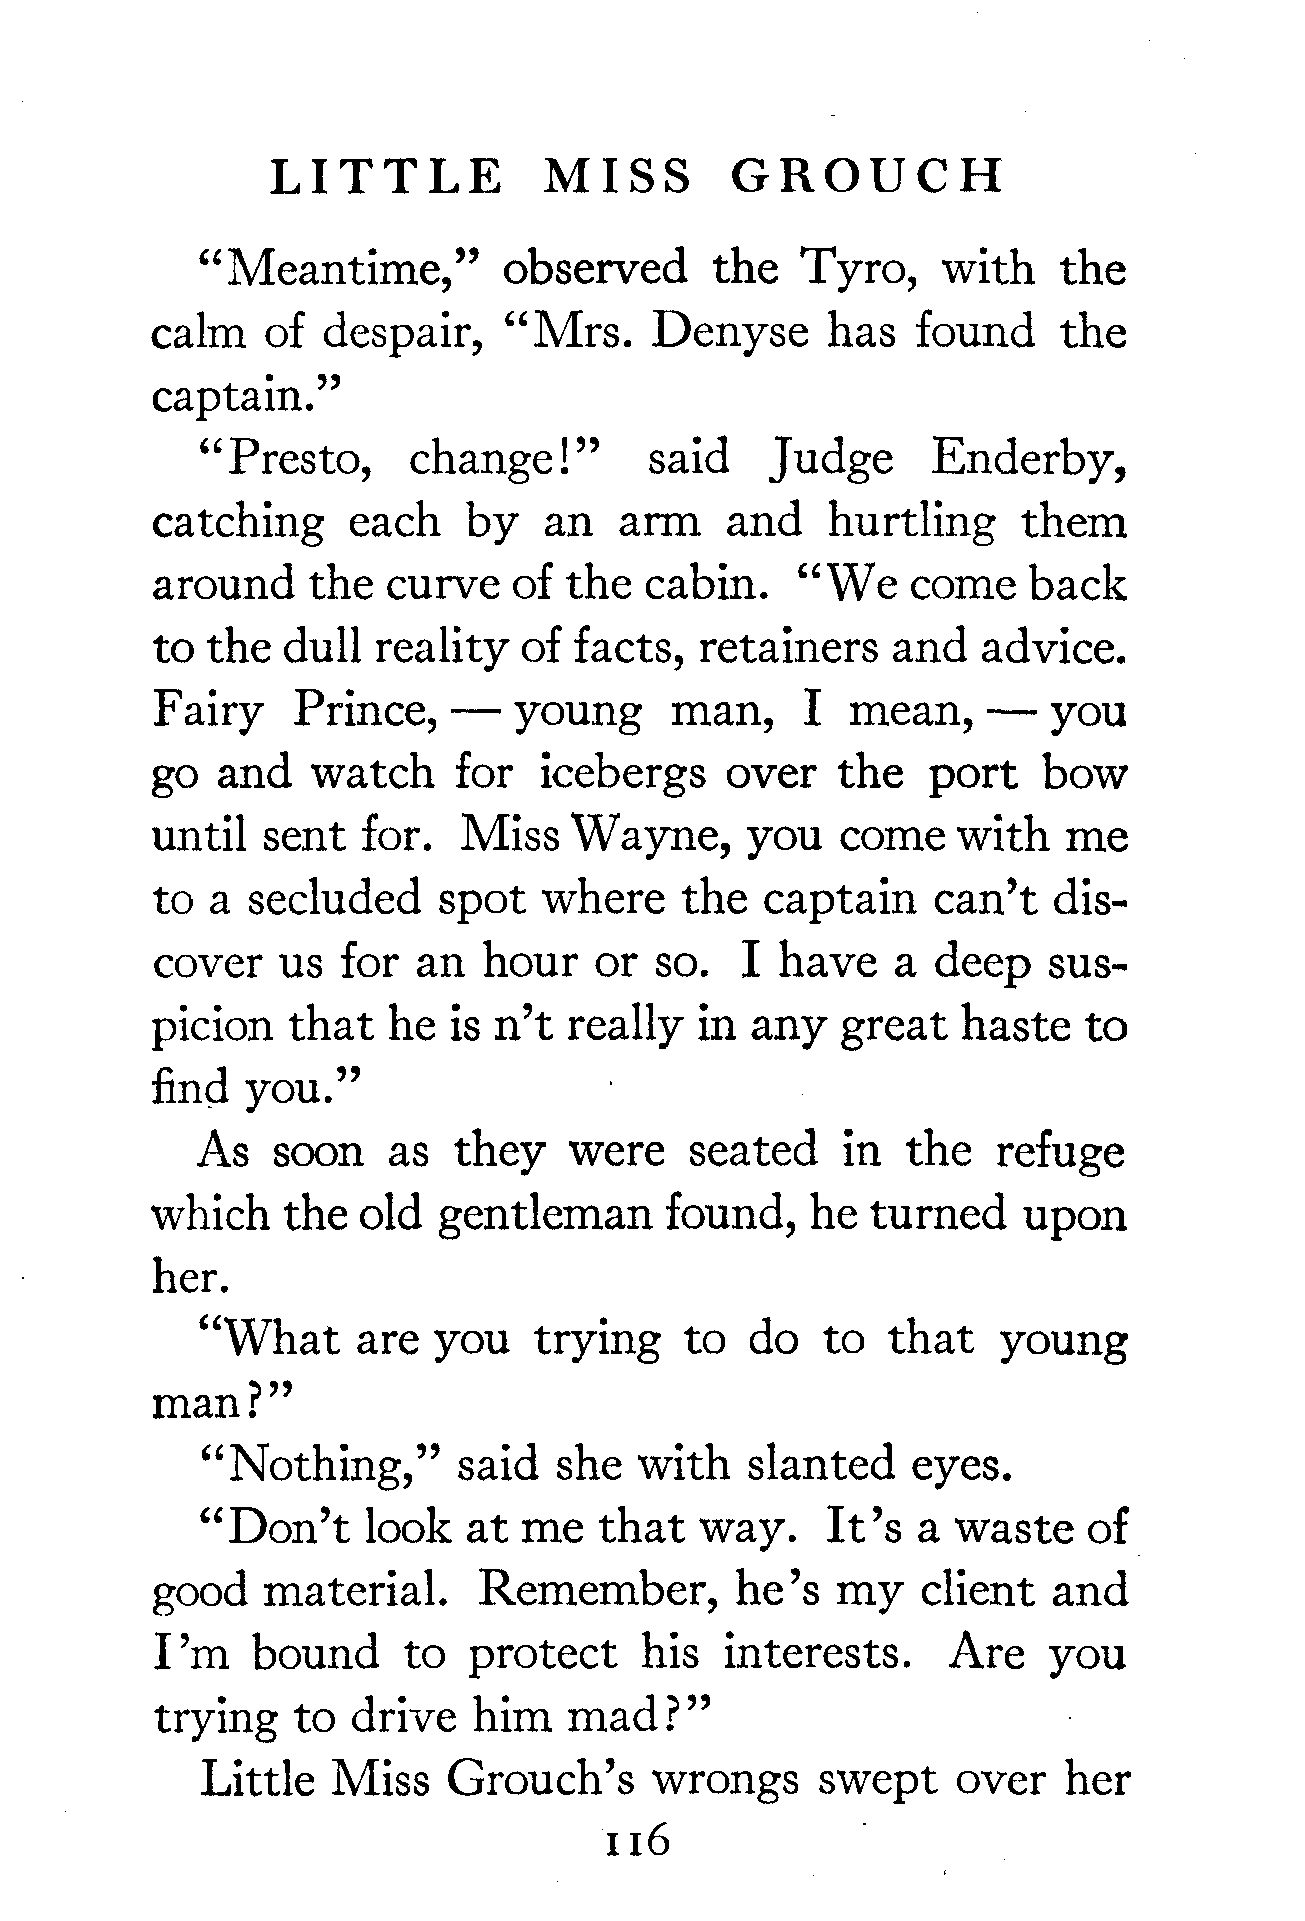 LITTLE MISS GROUCH
“Meantime,” observed the Tyro, with the
calm of despair, “Mrs. Denyse has found the
captain.”
“Presto, change!” said Judge Enderby,
catching each by an arm and hurtling them
around the curve of the cabin. “We come back
to the dull reality of facts, retainers and advice.
Fairy Prince, — young man, I mean, — you
go and watch for icebergs over the port bow
until sent for. Miss Wayne, you come with me
to a secluded spot where the captain can’t dis-
cover us for an hour or so. I have a deep sus-
picion that he is n’t really in any great haste to
find you.”
As soon as they were seated in the refuge
which the old gentleman found, he turned upon
her.
“What are you trying to do to that young
man?”
“Nothing,” said she with slanted eyes.
“Don’t look at me that way. It’s a waste of
good material. Remember, he’s my client and
I’m bound to protect his interests. Are you
trying to drive him mad?”
Little Miss Grouch’s wrongs swept over her
116